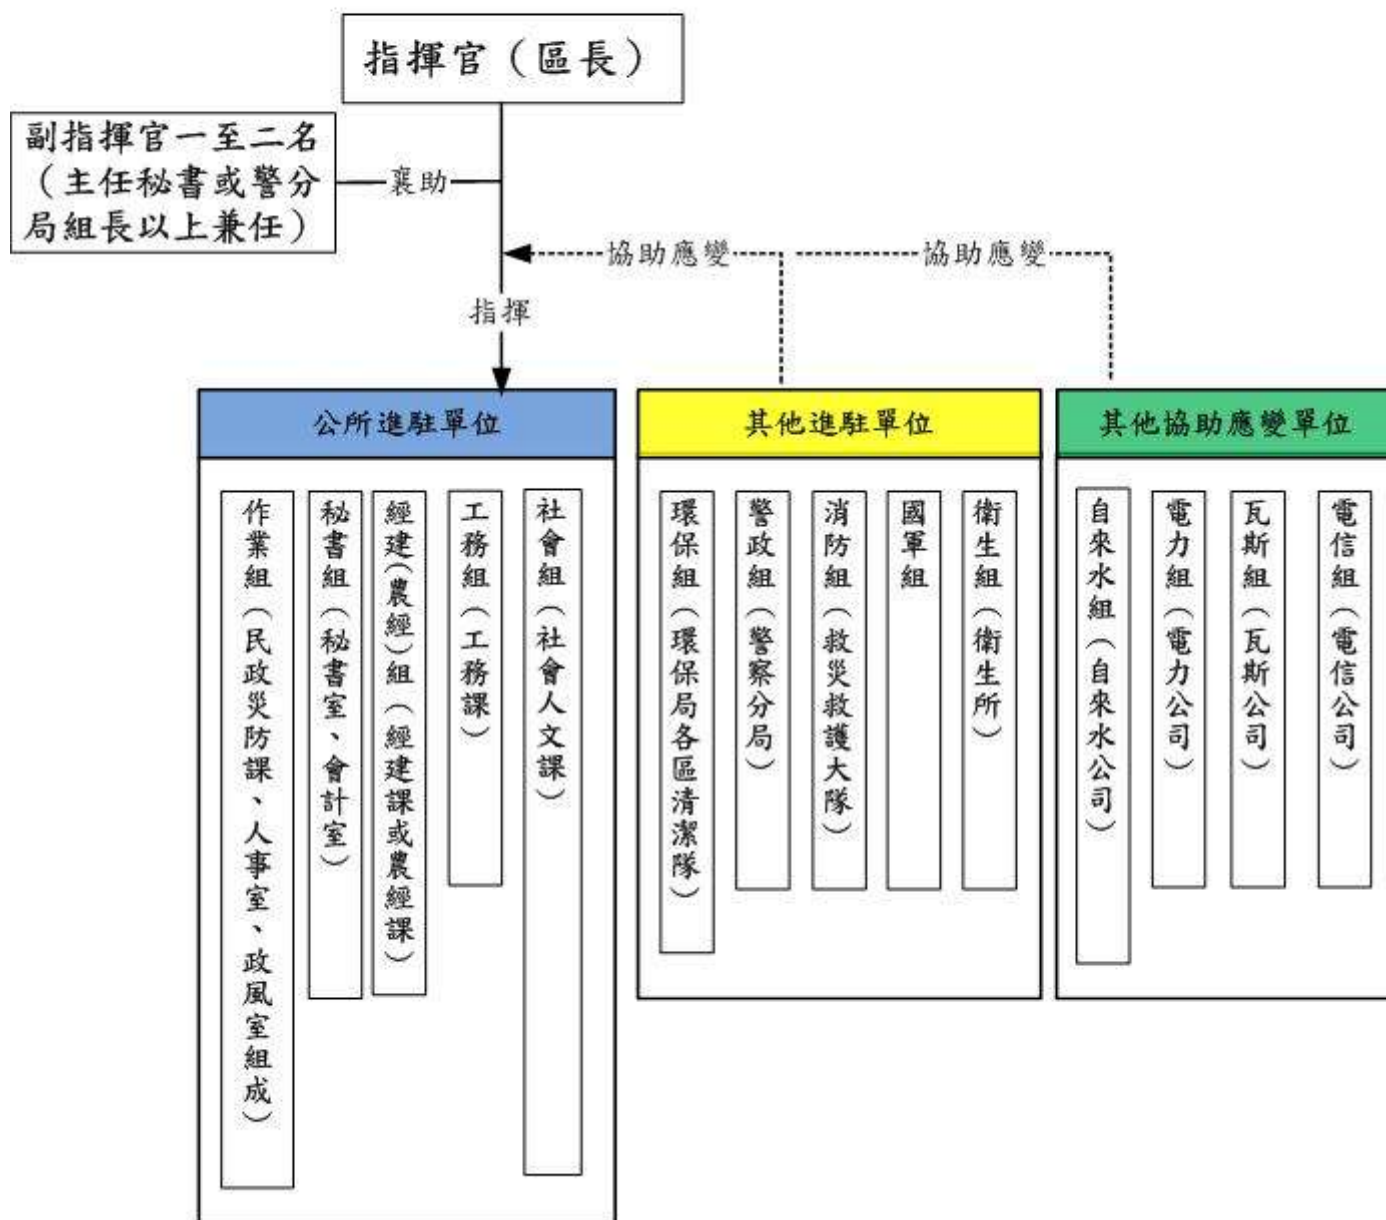 指揮官（區長）
副指揮官一至二名
（主任秘書或警分
局組長以上兼任）
襄助
協助應變
協助應變
指揮
公所進駐單位
作業組（民政災防課、人事室、政風室組成）
秘書組（秘書室、會計室）
經建（農經）組（經建課或農經課）
工務組（工務課）
社會組（社會人文課）
其他進駐單位
環保組（環保局各區清潔隊）
警政組（警察分局）
消防組（救災救護大隊）
國軍組
衛生組（衛生所）
其他協助應變單位
自來水組（自來水公司）
電力組（電力公司）
瓦斯組（瓦斯公司）
電信組（電信公司）